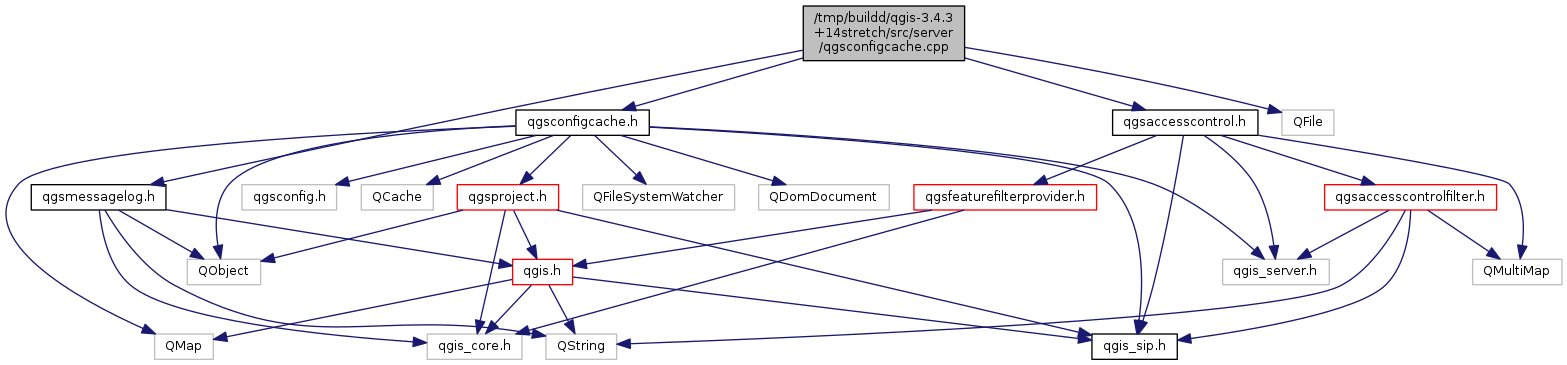 /tmp/buildd/qgis-3.4.3
+14stretch/src/server
/qgsconfigcache.cpp
qgsconfigcache.h
qgsaccesscontrol.h
QFile
qgsmessagelog.h
qgsconfig.h
QCache
qgsproject.h
QFileSystemWatcher
QDomDocument
qgsfeaturefilterprovider.h
qgsaccesscontrolfilter.h
QObject
qgis.h
qgis_server.h
QMultiMap
QMap
qgis_core.h
QString
qgis_sip.h